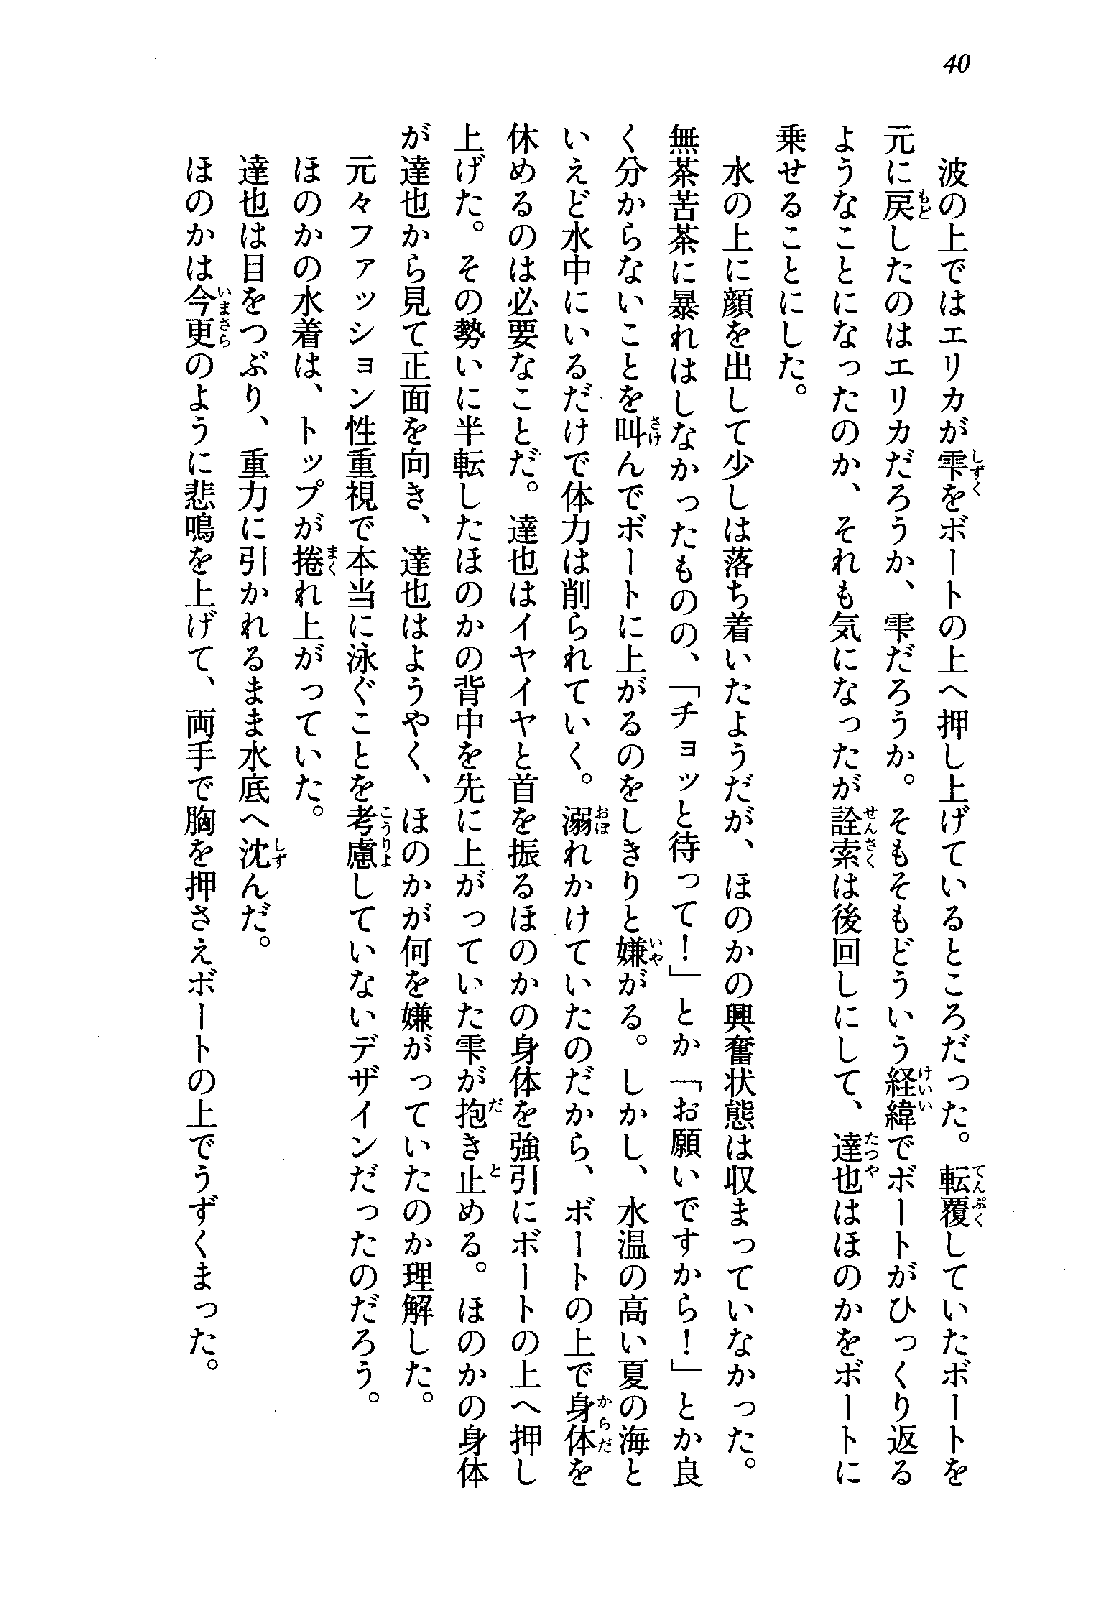 40
　波の上ではエリカが雫をボートの上へ押し上げているところだった。転覆していたボートを
元に戻したのはエリカだろうか、雫だろうか。そもそもどういう経緯でボートがひっくり返る
ようなことになったのか、それも気になったが詮索は後回しにして、達也はほのかをボートに
乗せることにした。
　水の上に顔を出して少しは落ち着いたようだが、ほのかの興奮状態は収まっていなかった。
無茶苦茶に暴れはしなかったものの、「チョッと待って！」とか「お願いですから！」とか良
く分からないことを叫んでボートに上がるのをしきりと嫌がる。しかし、水温の高い夏の海と
いえど水中にいるだけで体力は削られていく。溺れかけていたのだから、ボートの上で身体を
休めるのは必要なことだ。達也はイヤイヤと首を振るほのかの身体を強引にボートの上へ押し
上げた。その勢いに半転したほのかの背中を先に上がっていた雫が抱き止める。ほのかの身体
が達也から見て正面を向き、達也はようやく、ほのかが何を嫌がっていたのか理解した。
　元々ファッション性重視で本当に泳ぐことを考慮していないデザインだったのだろう。
　ほのかの水着は、トップが捲れ上がっていた。
　達也は目をつぶり、重力に引かれるまま水底へ沈んだ。
　ほのかは今更のように悲鳴を上げて、両手で胸を押さえボートの上でうずくまった。